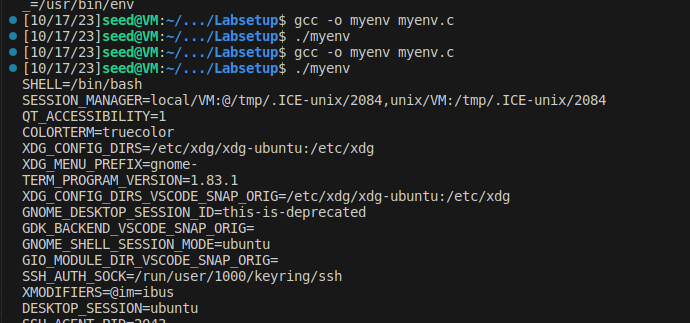 _=/usr/bin/env
[10/17/23]seed@VM:~/.../Labsetup$ gcc -o myenv myenv.c
[10/17/23]seed@VM:~/.../Labsetup$ ./myenv
[10/17/23]seed@VM:~/.../Labsetup$ gcc -o myenv myenv.c
[10/17/23]seed@VM:~/.../Labsetup$ ./myenv
SHELL=/bin/bash
SESSION_MANAGER=local/VM:@/tmp/.ICE-unix/2084,unix/VM:/tmp/.ICE-unix/2084
QT_ACCESSIBILITY=1
COLORTERM=truecolor
XDG_CONFIG_DIRS=/etc/xdg/xdg-ubuntu:/etc/xdg
XDG_MENU_PREFIX=gnome-
TERM_PROGRAM_VERSION=1.83.1
XDG_CONFIG_DIRS_VSCODE_SNAP_ORIG=/etc/xdg/xdg-ubuntu:/etc/xdg
GNOME_DESKTOP_SESSION_ID=this-is-deprecated
GDK_BACKEND_VSCODE_SNAP_ORIG=
GNOME_SHELL_SESSION_MODE=ubuntu
GIO_MODULE_DIR_VSCODE_SNAP_ORIG=
SSH_AUTH_SOCK=/run/user/1000/keyring/ssh
XMODIFIERS=@im=ibus
DESKTOP_SESSION=ubuntu
SSH_AGENT_PID=2043